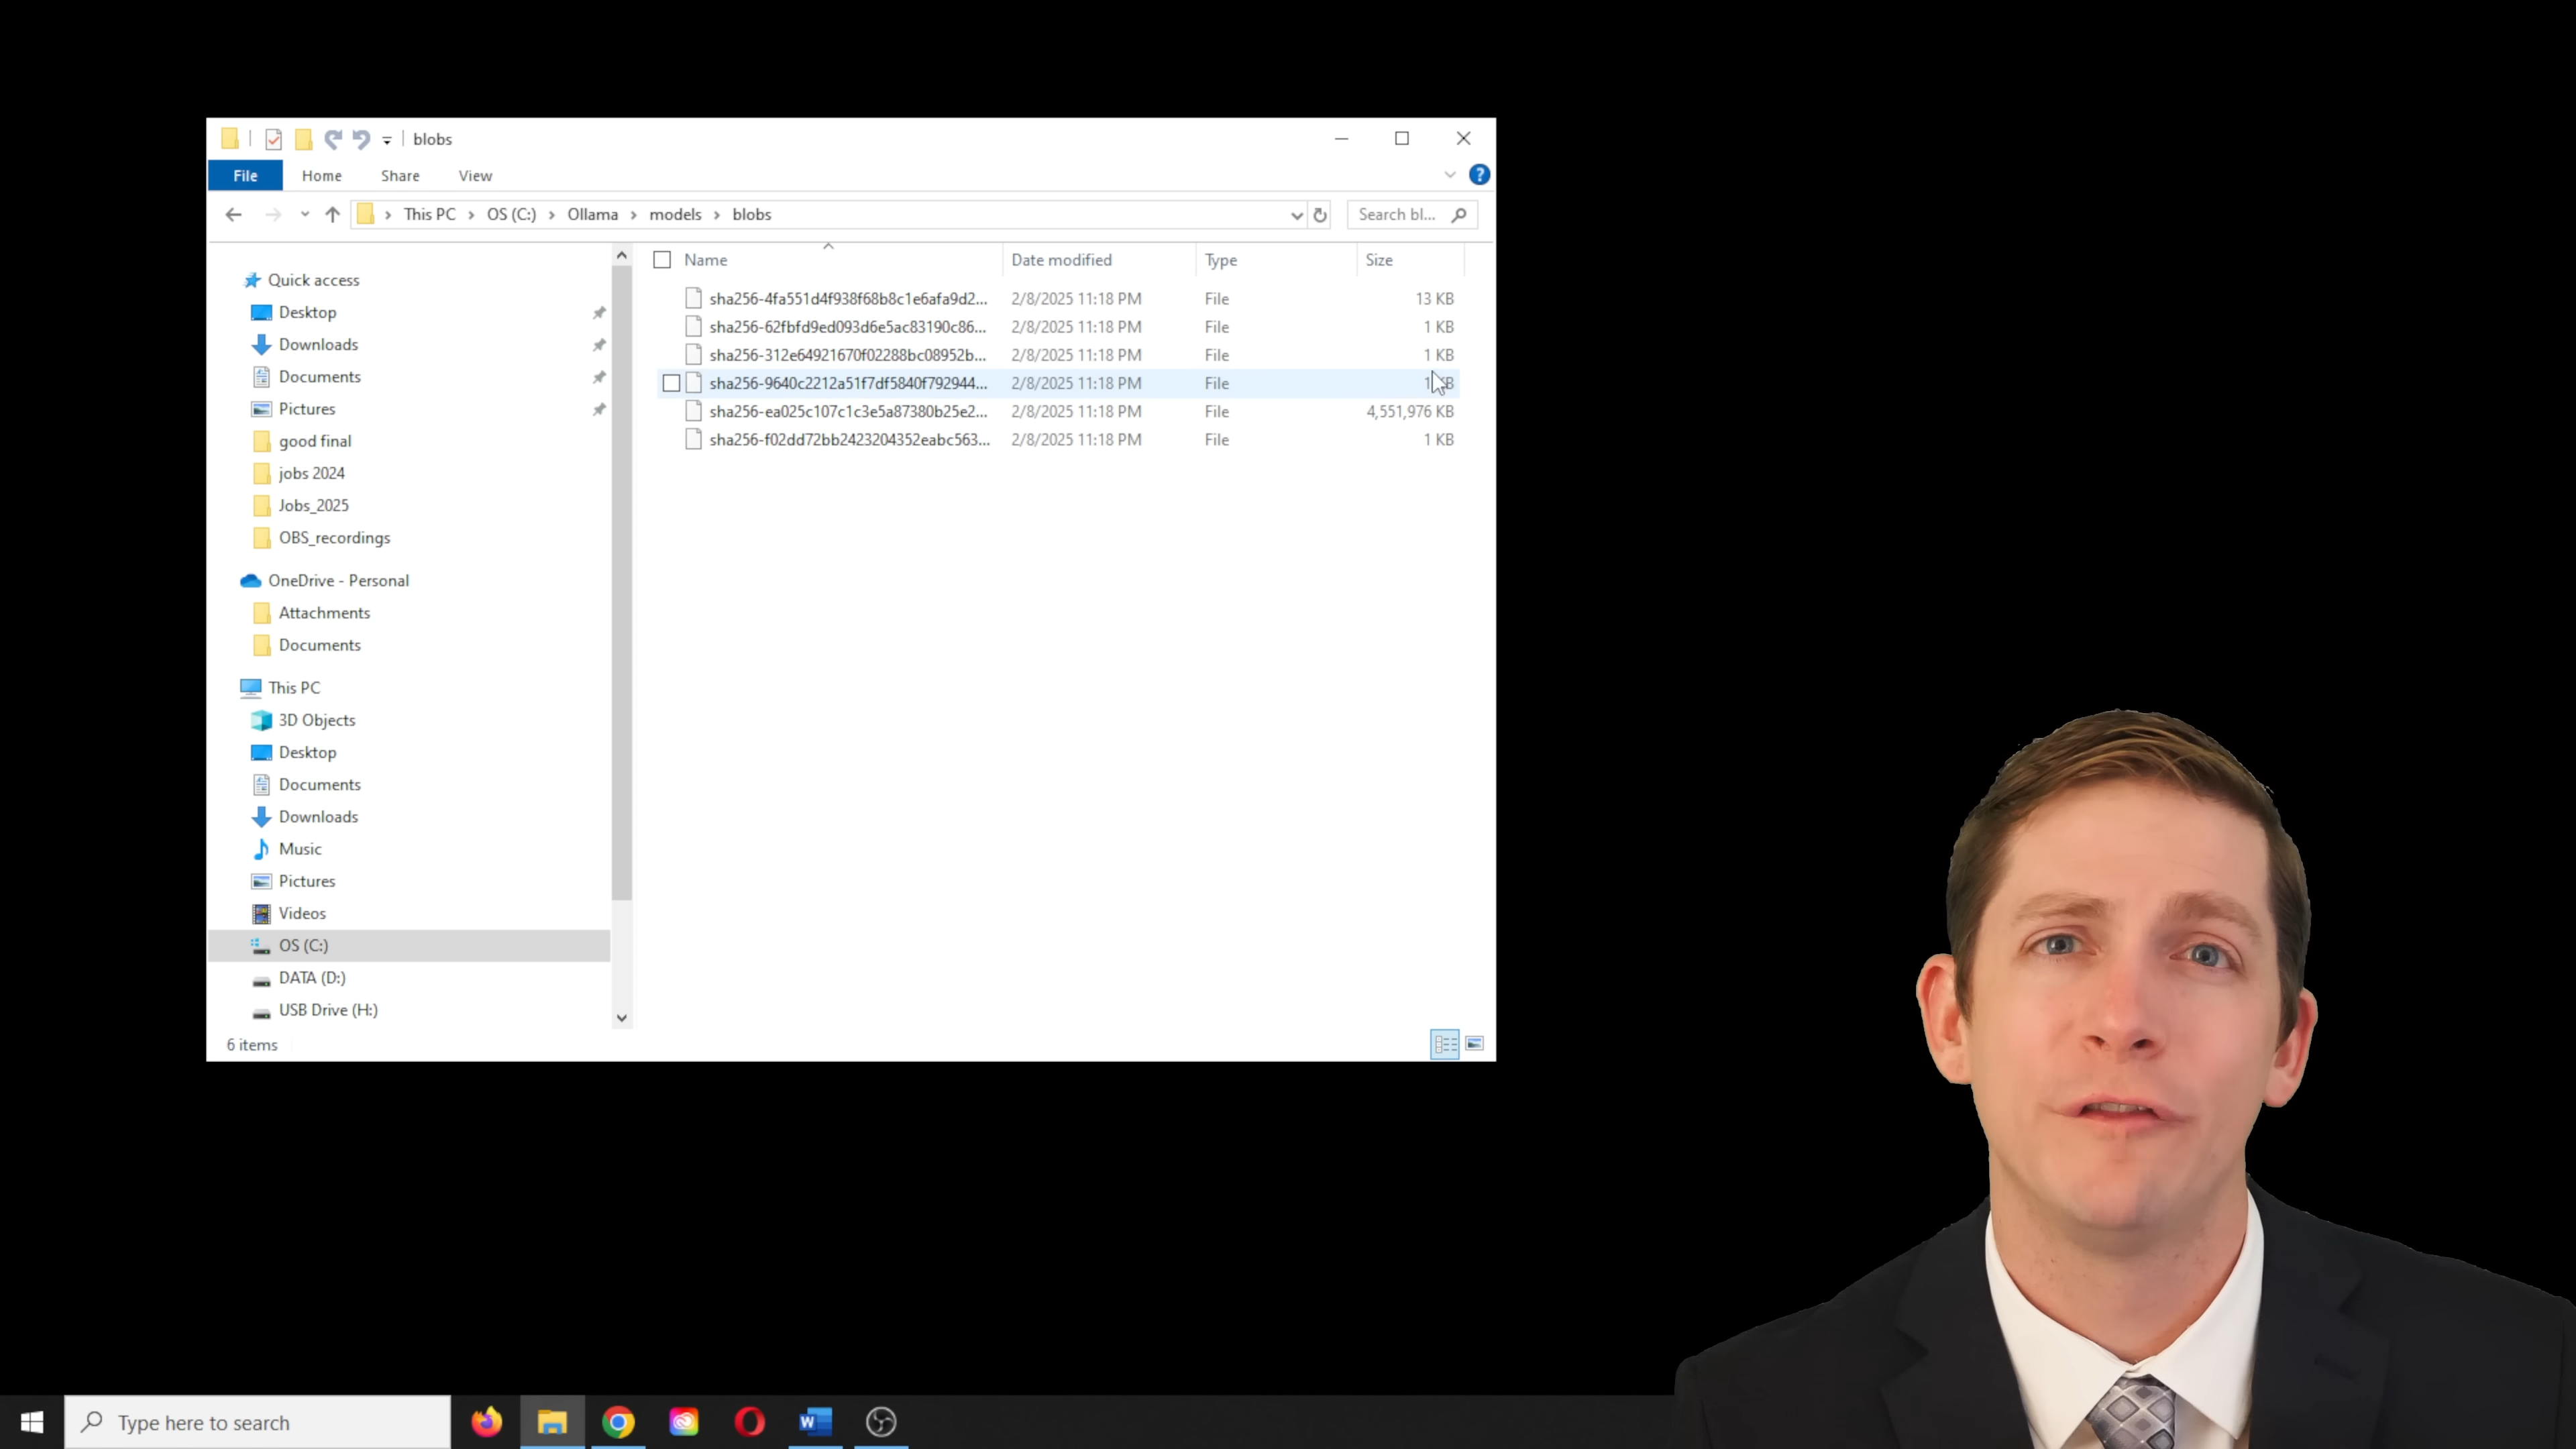 blobs
File Home Share View
This PC OS (C:) Ollama models blobs
Search bl...
Quick access
Desktop
Downloads
Documents
Pictures
good final
jobs 2024
Jobs_2025
OBS_recordings
OneDrive - Personal
Attachments
Documents
This PC
3D Objects
Desktop
Documents
Downloads
Music
Pictures
Videos
OS (C:)
DATA (D:)
USB Drive (H:)
Name Date modified Type Size
sha256-4fa551d4f938f68b8c1e6afa9d2... 2/8/2025 11:18 PM File 13 KB
sha256-62fbfd9ed093d6e5ac83190c86... 2/8/2025 11:18 PM File 1 KB
sha256-312e64921670f02288bc08952b... 2/8/2025 11:18 PM File 1 KB
sha256-9640c2212a51f7df5840f792944... 2/8/2025 11:18 PM File
sha256-ea025c107c1c3e5a87380b25e2... 2/8/2025 11:18 PM File 4,551,976 KB
sha256-f02dd72bb2423204352eabc563... 2/8/2025 11:18 PM File 1 KB
6 items
Type here to search